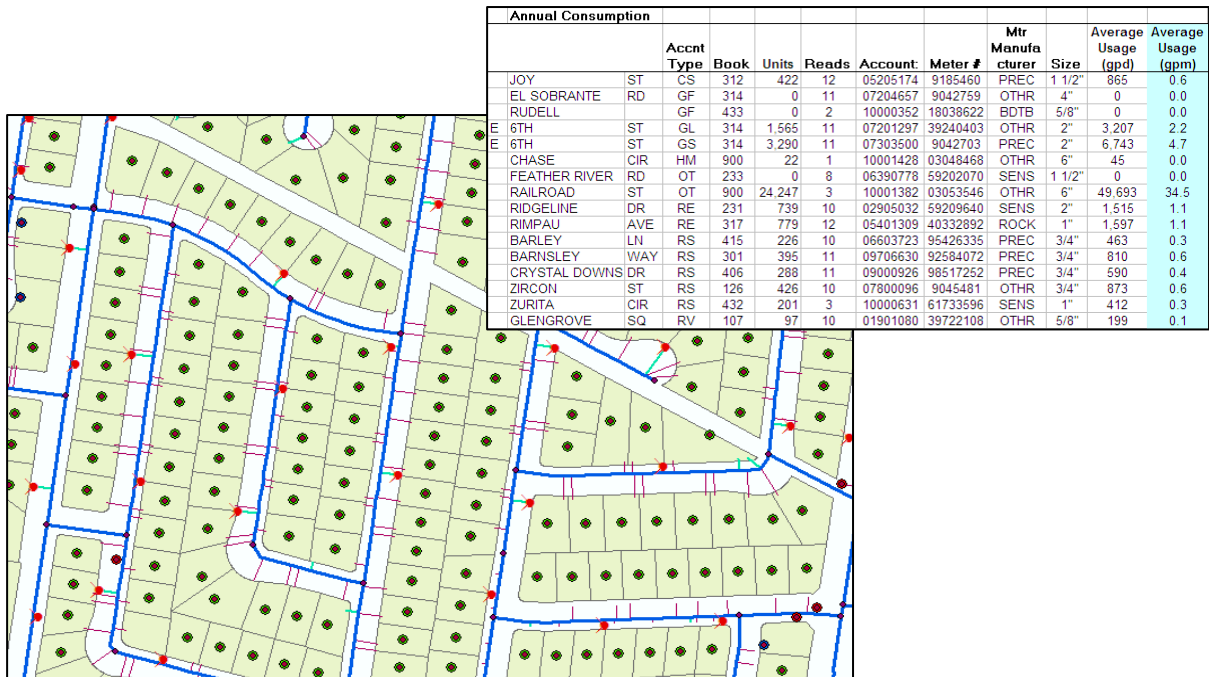 Annual Consumption
Accnt Type Book Units Reads Account: Meter # Mtr Manufa cturer Size Average Usage (gpd) Average Usage (gpm)
JOY ST CS 312 422 12 05205174 9185460 PREC 1 1/2" 865 0.6
EL SOBRANTE RD GF 314 0 11 07204657 9042759 OTHR 4" 0 0.0
RUDELL GF 433 0 2 10000352 18038622 BDTB 5/8" 0 0.0
E 6TH ST GL 314 1,565 11 07201297 39240403 OTHR 2" 3,207 2.2
E 6TH ST GS 314 3,290 11 07303500 9042703 PREC 2" 6,743 4.7
CHASE CIR HM 900 22 1 10001428 03048468 OTHR 6" 45 0.0
FEATHER RIVER RD OT 233 0 8 06390778 59202070 SENS 1 1/2" 0 0.0
RAILROAD ST OT 900 24,247 3 10001382 03053546 OTHR 6" 49,693 34.5
RIDGELINE DR RE 231 739 10 02905032 59209640 SENS 2" 1,515 1.1
RIMPAU AVE RE 317 779 12 05401309 40332892 ROCK 1" 1,597 1.1
BARLEY LN RS 415 226 10 06603723 95426335 PREC 3/4" 463 0.3
BARNSLEY WAY RS 301 395 11 09706630 92584072 PREC 3/4" 810 0.6
CRYSTAL DOWNS DR RS 406 288 11 09000926 98517252 PREC 3/4" 590 0.4
ZIRCON ST RS 126 426 10 07800096 9045481 OTHR 3/4" 873 0.6
ZURITA CIR RS 432 201 3 10000631 61733596 SENS 1" 412 0.3
GLENGROVE SQ RV 107 97 10 01901080 39722108 OTHR 5/8" 199 0.1